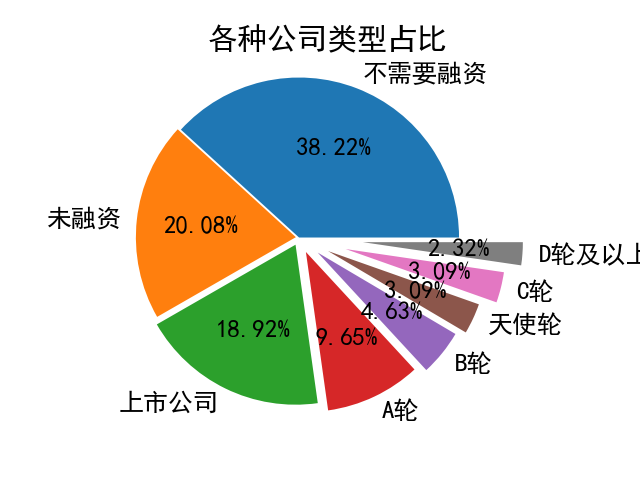 各种公司类型占比
不需要融资
38.22%
未融资
20.08%
上市公司
18.92%
A轮
9.65%
B轮
4.63%
天使轮
3.09%
C轮
3.09%
D轮及以上
2.32%